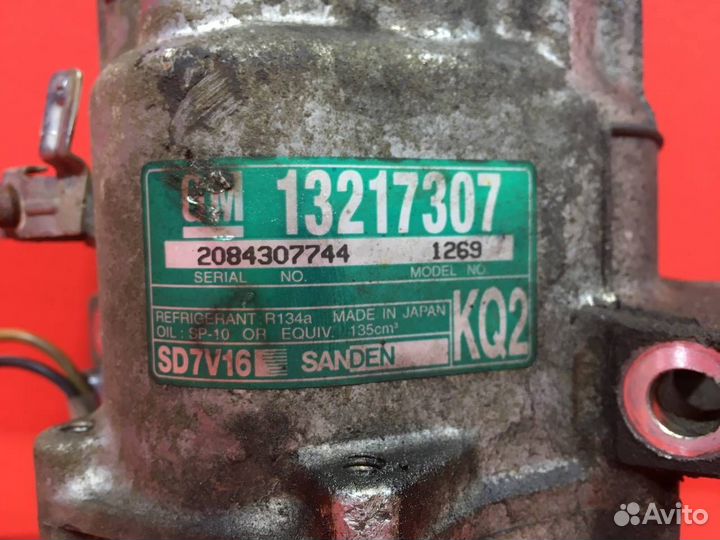 GM 13217307
2084307744 1269
SERIAL NO. MODEL NO.
REFRIGERANT: R134a MADE IN JAPAN
OIL: SP-10 OR EQUIV. 135cm³
SD7V16 SANDEN KQ2
Avito